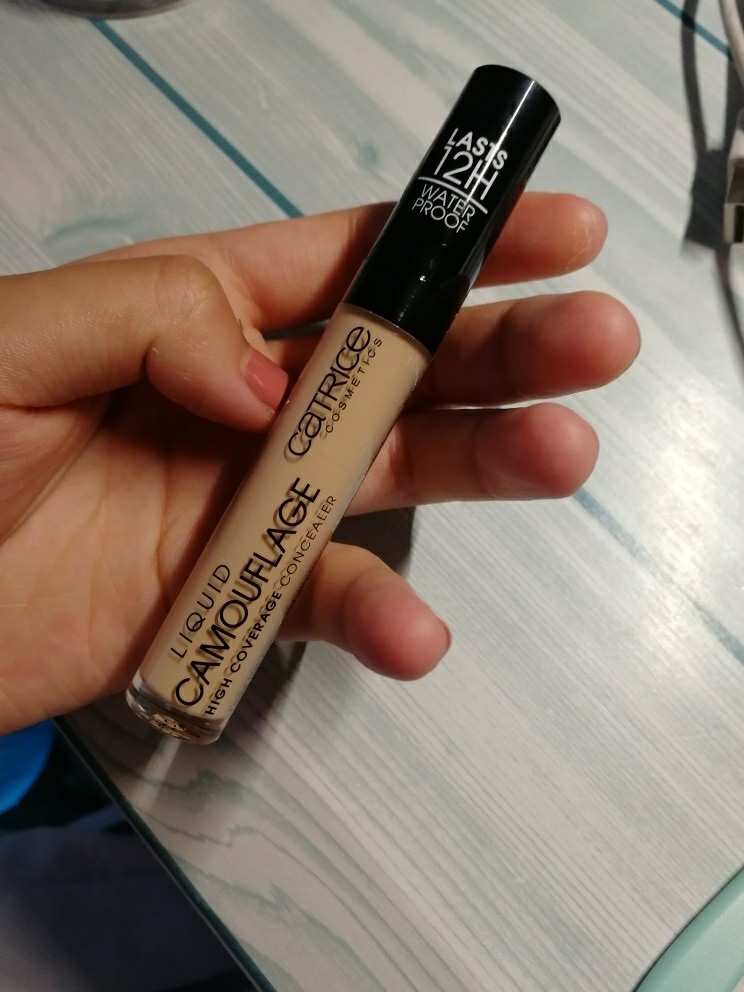 LASTS
12H
WATER
PROOF
CATRICE
COSMETICS
LIQUID
CAMOUFLAGE
HIGH COVERAGE CONCEALER